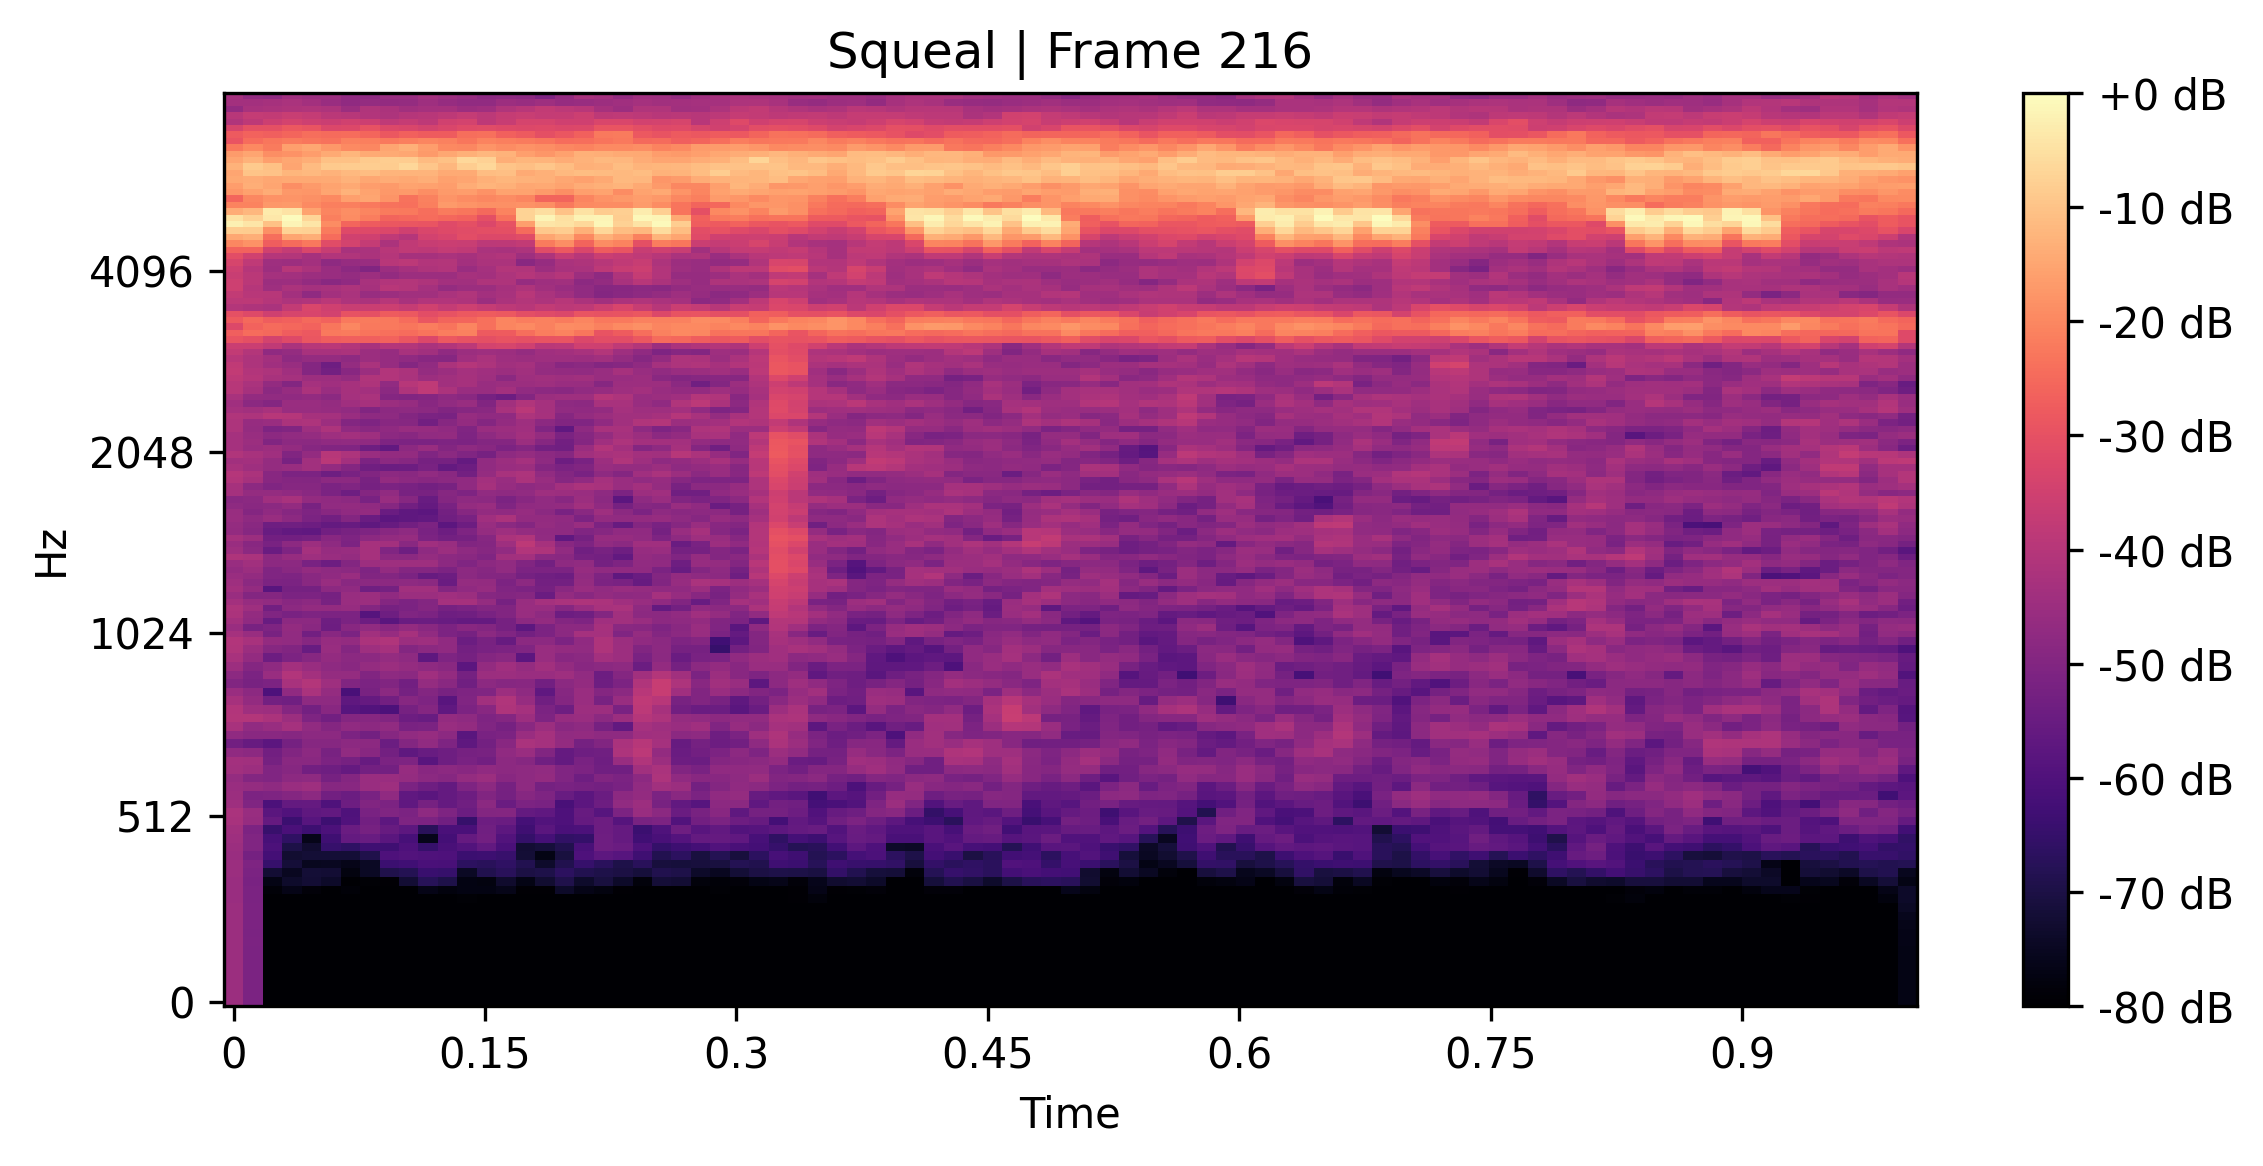 Squeal | Frame 216
+0 dB
-10 dB
-20 dB
-30 dB
-40 dB
-50 dB
-60 dB
-70 dB
-80 dB
Hz
4096
2048
1024
512
0
0 0.15 0.3 0.45 0.6 0.75 0.9
Time